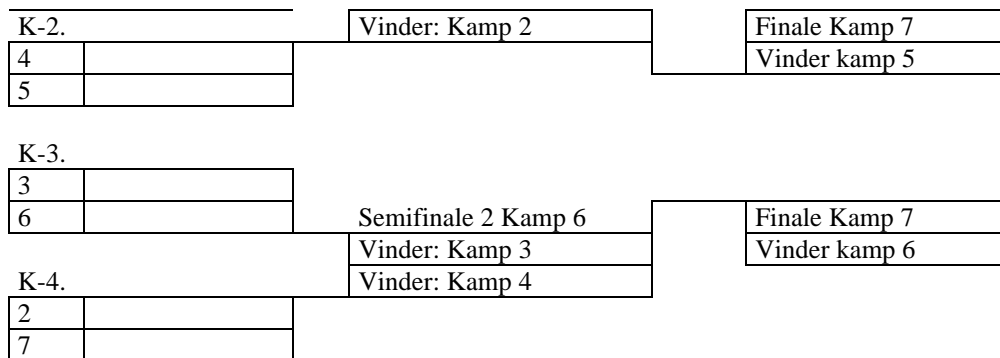 K-2. Vinder: Kamp 2 Finale Kamp 7
4 Vinder kamp 5
5
K-3.
3
6 Semifinale 2 Kamp 6 Finale Kamp 7
Vinder: Kamp 3 Vinder kamp 6
K-4. Vinder: Kamp 4
2
7